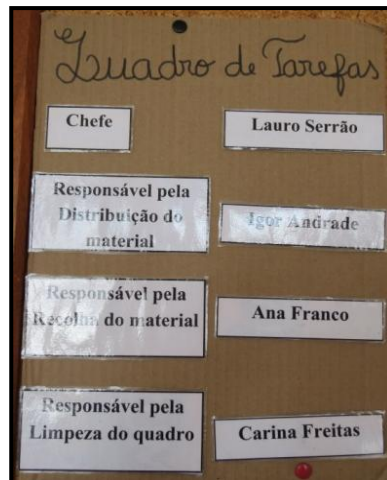 Quadro de Tarefas
Chefe
Lauro Serrão
Responsável pela
Distribuição do
material
Igor Andrade
Responsável pela
Recolha do material
Ana Franco
Responsável pela
Limpeza do quadro
Carina Freitas